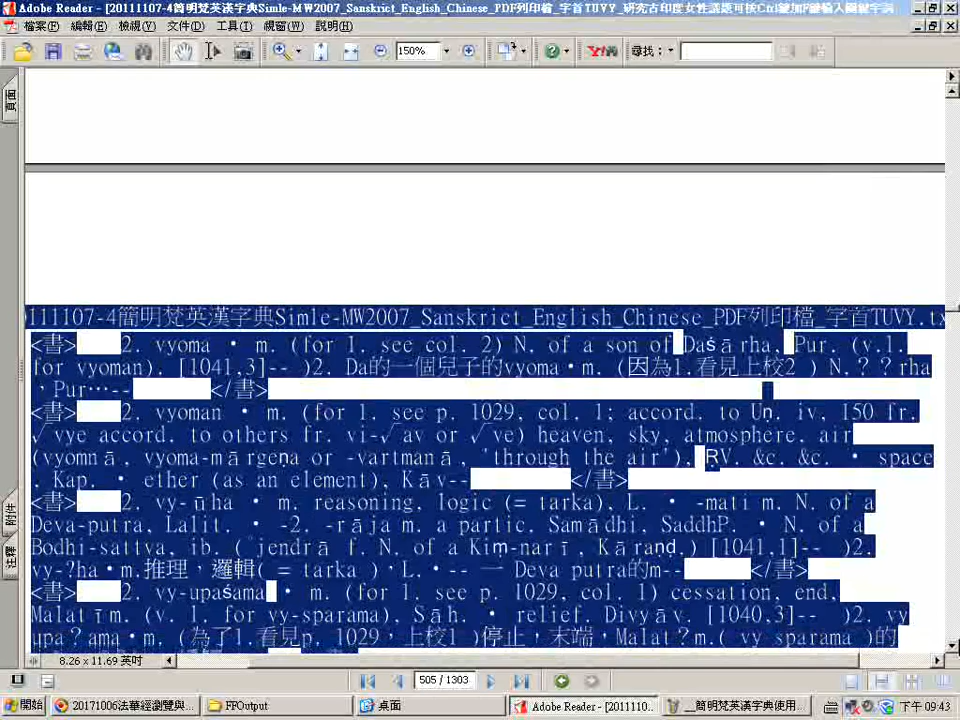 Adobe Reader - [20111107-4簡明梵英漢字典Simle-MW2007_Sanskrict_English_Chinese_PDF列印檔_字首TUVY_研究古印度女性議題可按Ctrl鍵加F鍵輸入關鍵字詞
檔案(F) 編輯(E) 檢視(V) 文件(D) 工具(T) 視窗(W) 說明(H)
150% Y! 尋找:
頁面
附件
注釋
111107-4簡明梵英漢字典Simle-MW2007_Sanskrict_English_Chinese_PDF列印檔_字首TUVY.tx
<書> 2. vyoma • m. (for 1. see col. 2) N. of a son of Daśārha, Pur. (v.l.
for vyoman). [1041,3]-- )2. Da的一個兒子的vyoma•m. (因為1.看見上校2 ) N.??rha
，Pur…-- </書>
<書> 2. vyoman • m. (for 1. see p. 1029, col. 1; accord. to Uṇ. iv, 150 fr.
√vye accord. to others fr. vi-√av or √ve) heaven, sky, atmosphere, air
(vyomnā, vyoma-mārgeṇa or -vartmanā, 'through the air'), ṚV. &c. &c. • space
, Kap. • ether (as an element), Kāv-- </書>
<書> 2. vy-ūha • m. reasoning, logic (= tarka), L. • -mati m. N. of a
Deva-putra, Lalit. • -2. -rāja m. a partic. Samādhi, SaddhP. • N. of a
Bodhi-sattva, ib. (jendrā f. N. of a Kiṃ-narī, Kāraṇḍ.) [1041,1]-- )2.
vy-?ha•m.推理，邏輯( = tarka )，L.•-- 一 Deva putra的m-- </書>
<書> 2. vy-upaśama • m. (for 1. see p. 1029, col. 1) cessation, end,
Malatīm. (v. l. for vy-sparama), Sāh. • relief, Divyāv. [1040,3]-- )2. vy
upa?ama•m. (為了1.看見p. 1029，上校1 )停止，末端，Malat?m.( vy sparama )的
8.26 x 11.69 英吋
505 / 1303
開始 20171006法華經瀏覽與... FFOutput 桌面 Adobe Reader - [201110... __簡明梵英漢字典使用... 下午 09:43